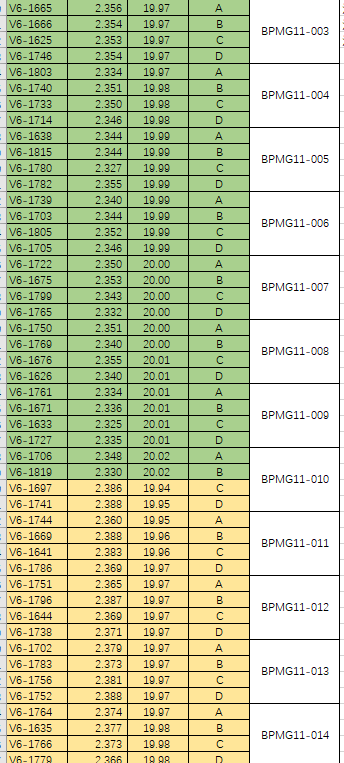 V6-1665 2.356 19.97 A BPMG11-003
V6-1666 2.354 19.97 B
V6-1625 2.353 19.97 C
V6-1746 2.354 19.97 D
V6-1803 2.334 19.97 A BPMG11-004
V6-1740 2.351 19.98 B
V6-1733 2.350 19.98 C
V6-1714 2.346 19.98 D
V6-1638 2.344 19.99 A BPMG11-005
V6-1815 2.344 19.99 B
V6-1780 2.327 19.99 C
V6-1782 2.355 19.99 D
V6-1739 2.340 19.99 A BPMG11-006
V6-1703 2.344 19.99 B
V6-1805 2.352 19.99 C
V6-1705 2.346 19.99 D
V6-1722 2.350 20.00 A BPMG11-007
V6-1675 2.353 20.00 B
V6-1799 2.343 20.00 C
V6-1765 2.332 20.00 D
V6-1750 2.351 20.00 A BPMG11-008
V6-1769 2.340 20.00 B
V6-1676 2.355 20.01 C
V6-1626 2.340 20.01 D
V6-1761 2.334 20.01 A BPMG11-009
V6-1671 2.336 20.01 B
V6-1633 2.325 20.01 C
V6-1727 2.335 20.01 D
V6-1706 2.348 20.02 A BPMG11-010
V6-1819 2.330 20.02 B
V6-1697 2.386 19.94 C
V6-1741 2.388 19.95 D
V6-1744 2.360 19.95 A BPMG11-011
V6-1669 2.388 19.96 B
V6-1641 2.383 19.96 C
V6-1786 2.369 19.97 D
V6-1751 2.365 19.97 A BPMG11-012
V6-1796 2.387 19.97 B
V6-1644 2.369 19.97 C
V6-1738 2.371 19.97 D
V6-1702 2.379 19.97 A BPMG11-013
V6-1783 2.373 19.97 B
V6-1756 2.381 19.97 C
V6-1752 2.388 19.97 D
V6-1764 2.374 19.97 A BPMG11-014
V6-1635 2.377 19.98 B
V6-1766 2.373 19.98 C
V6-1779 2.366 19.98 D